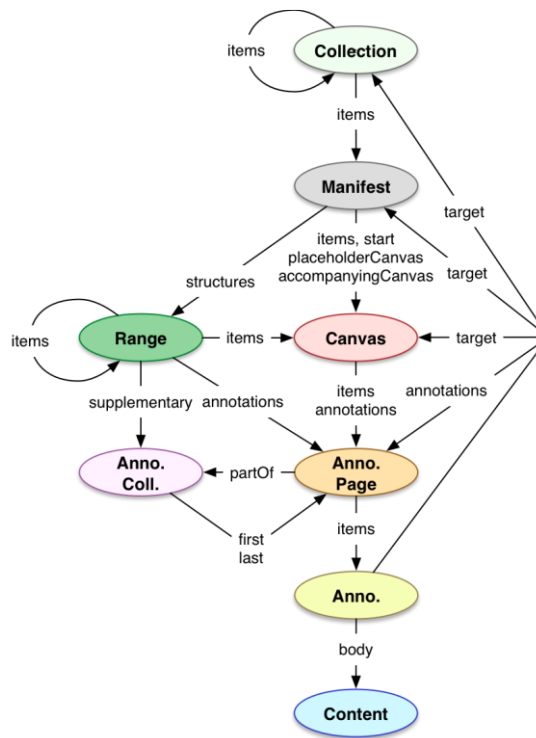 Collection
items
items
Manifest
target
items, start
placeholderCanvas
accompanyingCanvas
target
structures
Range
items
Canvas
target
items
supplementary
annotations
items
annotations
annotations
Anno.
Coll.
partOf
Anno.
Page
items
first
last
Anno.
body
Content